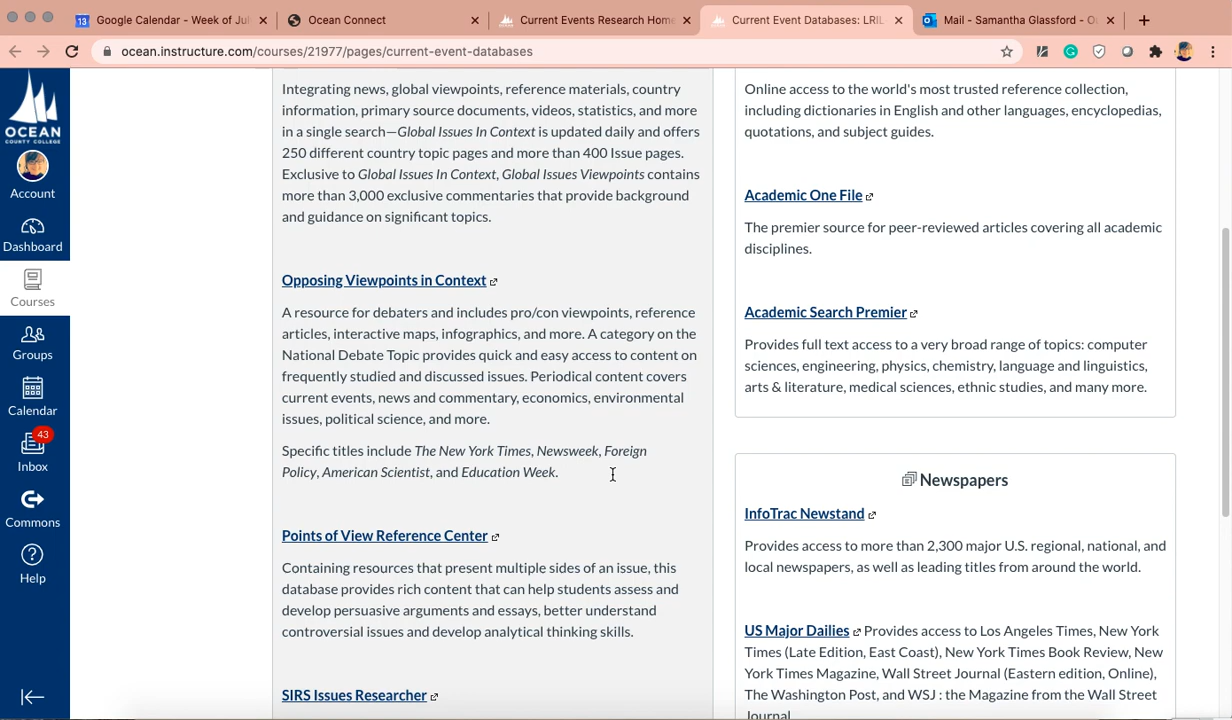 13 Google Calendar - Week of Jul
Ocean Connect
Current Events Research Home
Current Event Databases: LRIL
Mail - Samantha Glassford - Ou
ocean.instructure.com/courses/21977/pages/current-event-databases
OCEAN
COUNTY COLLEGE
Account
Dashboard
Courses
Groups
Calendar
43
Inbox
Commons
Help
Integrating news, global viewpoints, reference materials, country
information, primary source documents, videos, statistics, and more
in a single search—Global Issues In Context is updated daily and offers
250 different country topic pages and more than 400 Issue pages.
Exclusive to Global Issues In Context, Global Issues Viewpoints contains
more than 3,000 exclusive commentaries that provide background
and guidance on significant topics.
Opposing Viewpoints in Context
A resource for debaters and includes pro/con viewpoints, reference
articles, interactive maps, infographics, and more. A category on the
National Debate Topic provides quick and easy access to content on
frequently studied and discussed issues. Periodical content covers
current events, news and commentary, economics, environmental
issues, political science, and more.
Specific titles include The New York Times, Newsweek, Foreign
Policy, American Scientist, and Education Week.
Points of View Reference Center
Containing resources that present multiple sides of an issue, this
database provides rich content that can help students assess and
develop persuasive arguments and essays, better understand
controversial issues and develop analytical thinking skills.
SIRS Issues Researcher
Online access to the world's most trusted reference collection,
including dictionaries in English and other languages, encyclopedias,
quotations, and subject guides.
Academic One File
The premier source for peer-reviewed articles covering all academic
disciplines.
Academic Search Premier
Provides full text access to a very broad range of topics: computer
sciences, engineering, physics, chemistry, language and linguistics,
arts & literature, medical sciences, ethnic studies, and many more.
Newspapers
InfoTrac Newstand
Provides access to more than 2,300 major U.S. regional, national, and
local newspapers, as well as leading titles from around the world.
US Major Dailies Provides access to Los Angeles Times, New York
Times (Late Edition, East Coast), New York Times Book Review, New
York Times Magazine, Wall Street Journal (Eastern edition, Online),
The Washington Post, and WSJ : the Magazine from the Wall Street
Journal